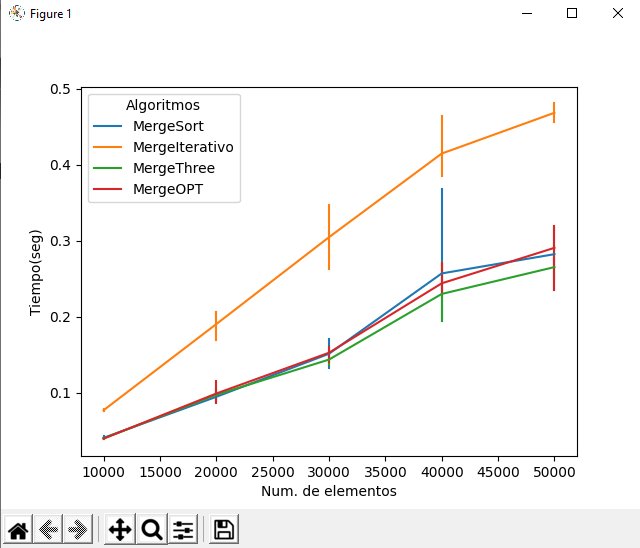 Figure 1
0.5
0.4
0.3
0.2
0.1
Tiempo(seg)
Algoritmos
MergeSort
MergeIterativo
MergeThree
MergeOPT
10000 15000 20000 25000 30000 35000 40000 45000 50000
Num. de elementos